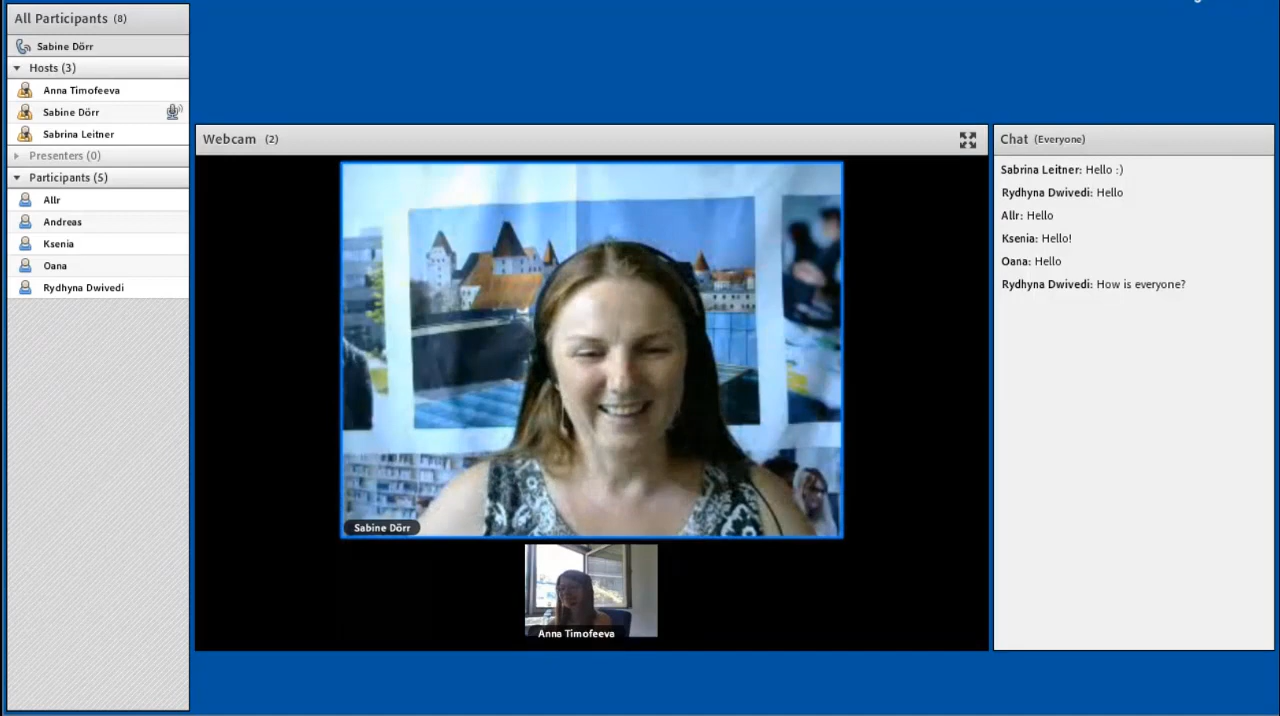 All Participants (8)
Sabine Dörr
Hosts (3)
Anna Timofeeva
Sabine Dörr
Sabrina Leitner
Presenters (0)
Participants (5)
Allr
Andreas
Ksenia
Oana
Rydhyna Dwivedi
Webcam (2)
Sabine Dörr
Anna Timofeeva
Chat (Everyone)
Sabrina Leitner: Hello :)
Rydhyna Dwivedi: Hello
Allr: Hello
Ksenia: Hello!
Oana: Hello
Rydhyna Dwivedi: How is everyone?